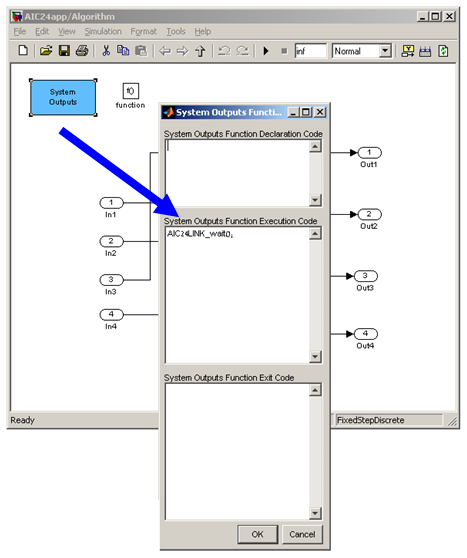 AIC24app/Algorithm
File Edit View Simulation Format Tools Help
inf Normal
System
Outputs
f()
function
System Outputs Functi...
System Outputs Function Declaration Code
1
Out1
1
In1
System Outputs Function Execution Code
AIC24LINK_wait();
2
Out2
2
In2
3
In3
3
Out3
4
In4
4
Out4
System Outputs Function Exit Code
Ready
FixedStepDiscrete
OK Cancel